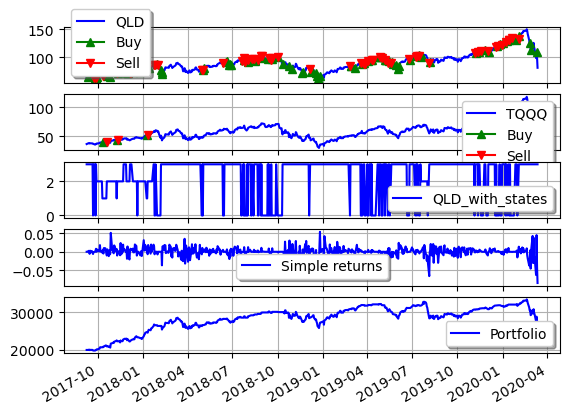 150
100
QLD
Buy
Sell
100
50
TQQQ
Buy
Sell
2
0
QLD_with_states
0.05
0.00
−0.05
Simple returns
30000
20000
Portfolio
2017-10 2018-01 2018-04 2018-07 2018-10 2019-01 2019-04 2019-07 2019-10 2020-01 2020-04